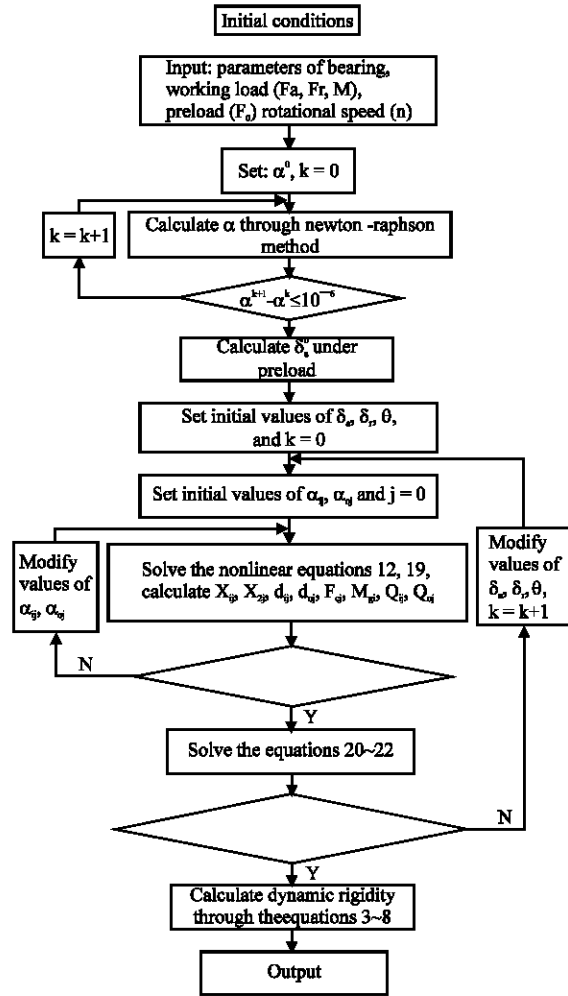 Initial conditions
Input: parameters of bearing,
working load (Fa, Fr, M),
preload (F₀) rotational speed (n)
Set: α⁰, k = 0
k = k+1
Calculate α through newton -raphson
method
αᵏ⁺¹-αᵏ≤10⁻⁶
Calculate δₐ⁰ under
preload
Set initial values of δₐ, δᵣ, θ,
and k = 0
Set initial values of αᵢⱼ, αₒⱼ and j = 0
Modify
values of
αᵢⱼ, αₒⱼ
Solve the nonlinear equations 12, 19,
calculate X₁ⱼ, X₂ⱼ, dᵢⱼ, dₒⱼ, Fcⱼ, Mgⱼ, Qᵢⱼ, Qₒⱼ
Modify
values of
δₐ, δᵣ, θ,
k = k+1
N
Y
Solve the equations 20~22
N
Y
Calculate dynamic rigidity
through theequations 3~8
Output